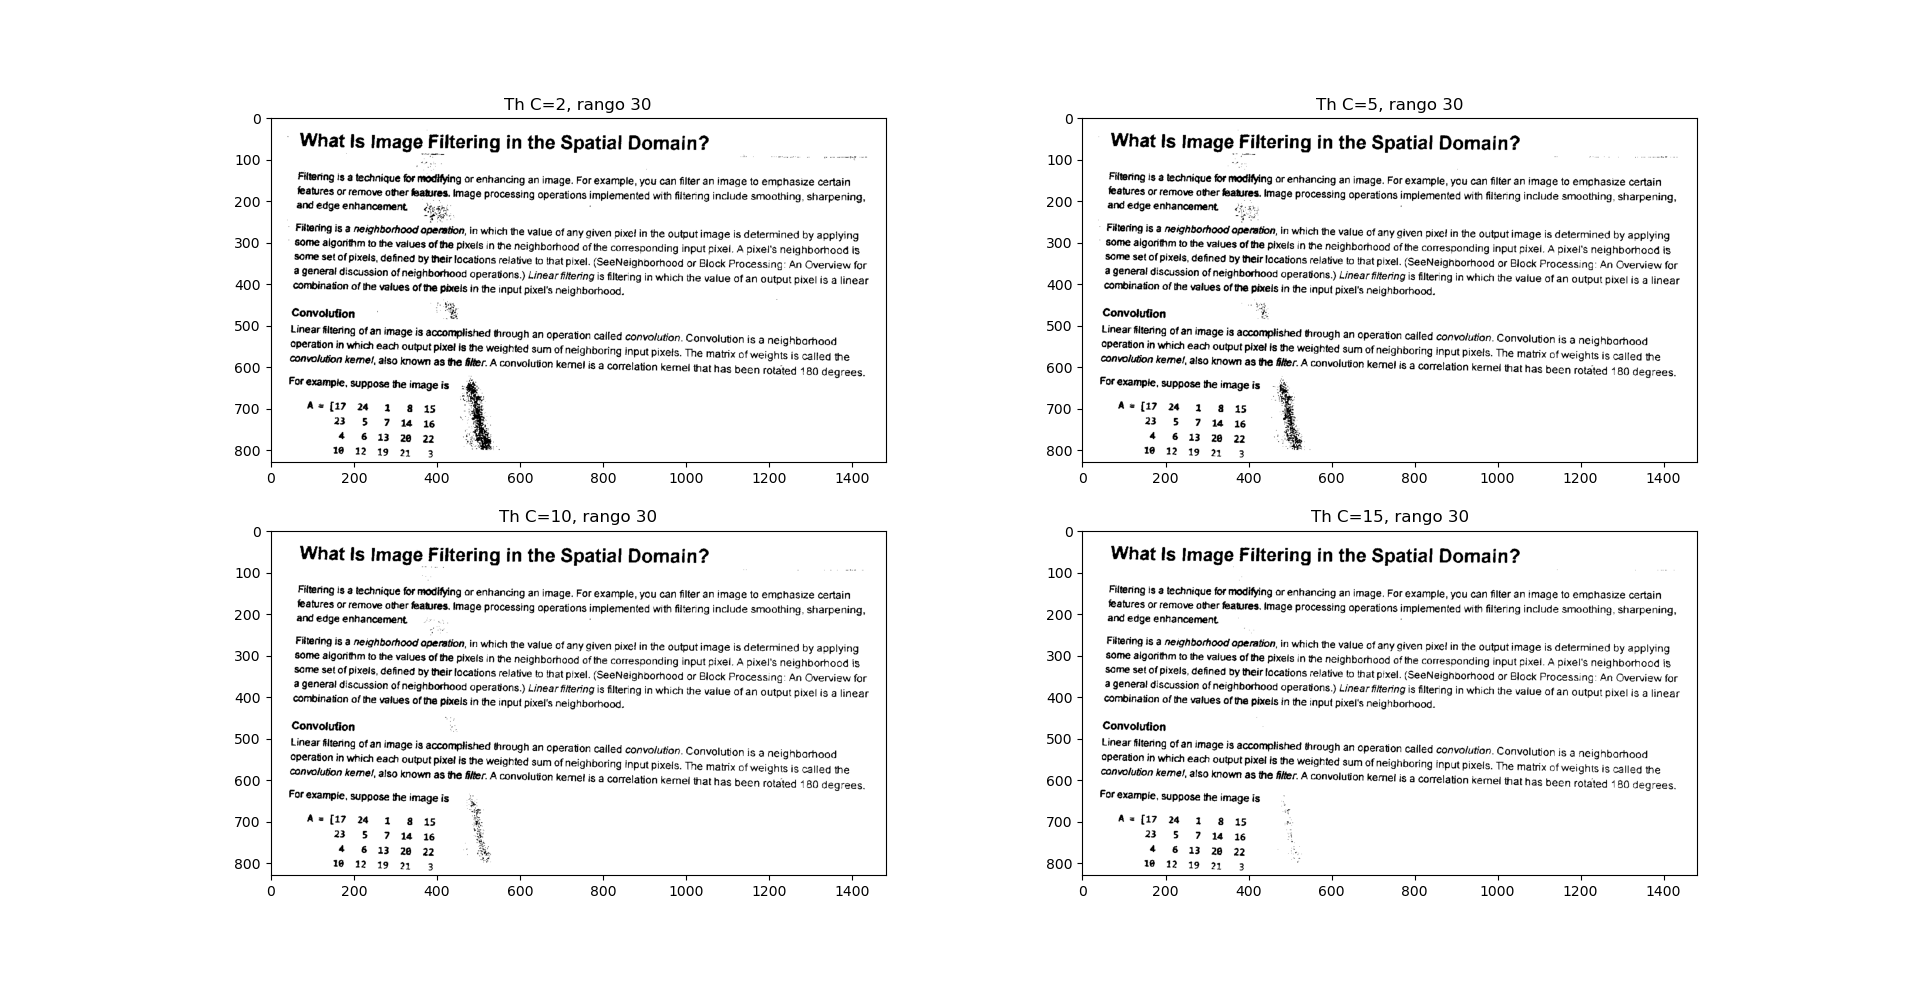 Th C=2, rango 30
0
100
200
300
400
500
600
700
800
What Is Image Filtering in the Spatial Domain?
Filtering is a technique for modifying or enhancing an image. For example, you can filter an image to emphasize certain
features or remove other features. Image processing operations implemented with filtering include smoothing, sharpening,
and edge enhancement.
Filtering is a neighborhood operation, in which the value of any given pixel in the output image is determined by applying
some algorithm to the values of the pixels in the neighborhood of the corresponding input pixel. A pixel's neighborhood is
some set of pixels, defined by their locations relative to that pixel. (SeeNeighborhood or Block Processing: An Overview for
a general discussion of neighborhood operations.) Linear filtering is filtering in which the value of an output pixel is a linear
combination of the values of the pixels in the input pixel's neighborhood.
Convolution
Linear filtering of an image is accomplished through an operation called convolution. Convolution is a neighborhood
operation in which each output pixel is the weighted sum of neighboring input pixels. The matrix of weights is called the
convolution kernel, also known as the filter. A convolution kernel is a correlation kernel that has been rotated 180 degrees.
For example, suppose the image is
A = [17 24 1 8 15
23 5 7 14 16
4 6 13 20 22
10 12 19 21 3
0 200 400 600 800 1000 1200 1400
Th C=5, rango 30
0
100
200
300
400
500
600
700
800
What Is Image Filtering in the Spatial Domain?
Filtering is a technique for modifying or enhancing an image. For example, you can filter an image to emphasize certain
features or remove other features. Image processing operations implemented with filtering include smoothing, sharpening,
and edge enhancement.
Filtering is a neighborhood operation, in which the value of any given pixel in the output image is determined by applying
some algorithm to the values of the pixels in the neighborhood of the corresponding input pixel. A pixel's neighborhood is
some set of pixels, defined by their locations relative to that pixel. (SeeNeighborhood or Block Processing: An Overview for
a general discussion of neighborhood operations.) Linear filtering is filtering in which the value of an output pixel is a linear
combination of the values of the pixels in the input pixel's neighborhood.
Convolution
Linear filtering of an image is accomplished through an operation called convolution. Convolution is a neighborhood
operation in which each output pixel is the weighted sum of neighboring input pixels. The matrix of weights is called the
convolution kernel, also known as the filter. A convolution kernel is a correlation kernel that has been rotated 180 degrees.
For example, suppose the image is
A = [17 24 1 8 15
23 5 7 14 16
4 6 13 20 22
10 12 19 21 3
0 200 400 600 800 1000 1200 1400
Th C=10, rango 30
0
100
200
300
400
500
600
700
800
What Is Image Filtering in the Spatial Domain?
Filtering is a technique for modifying or enhancing an image. For example, you can filter an image to emphasize certain
features or remove other features. Image processing operations implemented with filtering include smoothing, sharpening,
and edge enhancement.
Filtering is a neighborhood operation, in which the value of any given pixel in the output image is determined by applying
some algorithm to the values of the pixels in the neighborhood of the corresponding input pixel. A pixel's neighborhood is
some set of pixels, defined by their locations relative to that pixel. (SeeNeighborhood or Block Processing: An Overview for
a general discussion of neighborhood operations.) Linear filtering is filtering in which the value of an output pixel is a linear
combination of the values of the pixels in the input pixel's neighborhood.
Convolution
Linear filtering of an image is accomplished through an operation called convolution. Convolution is a neighborhood
operation in which each output pixel is the weighted sum of neighboring input pixels. The matrix of weights is called the
convolution kernel, also known as the filter. A convolution kernel is a correlation kernel that has been rotated 180 degrees.
For example, suppose the image is
A = [17 24 1 8 15
23 5 7 14 16
4 6 13 20 22
10 12 19 21 3
0 200 400 600 800 1000 1200 1400
Th C=15, rango 30
0
100
200
300
400
500
600
700
800
What Is Image Filtering in the Spatial Domain?
Filtering is a technique for modifying or enhancing an image. For example, you can filter an image to emphasize certain
features or remove other features. Image processing operations implemented with filtering include smoothing, sharpening,
and edge enhancement.
Filtering is a neighborhood operation, in which the value of any given pixel in the output image is determined by applying
some algorithm to the values of the pixels in the neighborhood of the corresponding input pixel. A pixel's neighborhood is
some set of pixels, defined by their locations relative to that pixel. (SeeNeighborhood or Block Processing: An Overview for
a general discussion of neighborhood operations.) Linear filtering is filtering in which the value of an output pixel is a linear
combination of the values of the pixels in the input pixel's neighborhood.
Convolution
Linear filtering of an image is accomplished through an operation called convolution. Convolution is a neighborhood
operation in which each output pixel is the weighted sum of neighboring input pixels. The matrix of weights is called the
convolution kernel, also known as the filter. A convolution kernel is a correlation kernel that has been rotated 180 degrees.
For example, suppose the image is
A = [17 24 1 8 15
23 5 7 14 16
4 6 13 20 22
10 12 19 21 3
0 200 400 600 800 1000 1200 1400